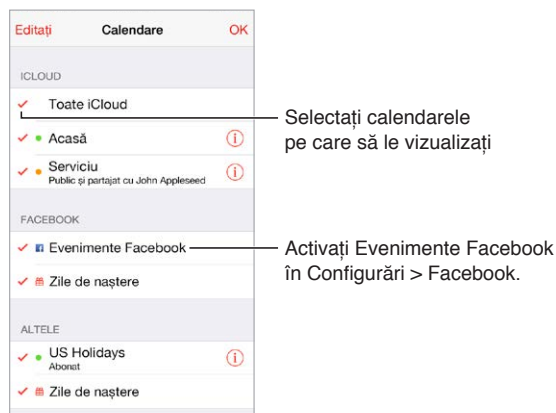 Editați Calendare OK
ICLOUD
Toate iCloud
Acasă
Serviciu
Public și partajat cu John Appleseed
Selectați calendarele
pe care să le vizualizați
FACEBOOK
Evenimente Facebook
Zile de naștere
Activați Evenimente Facebook
în Configurări > Facebook.
ALTELE
US Holidays
Abonat
Zile de naștere